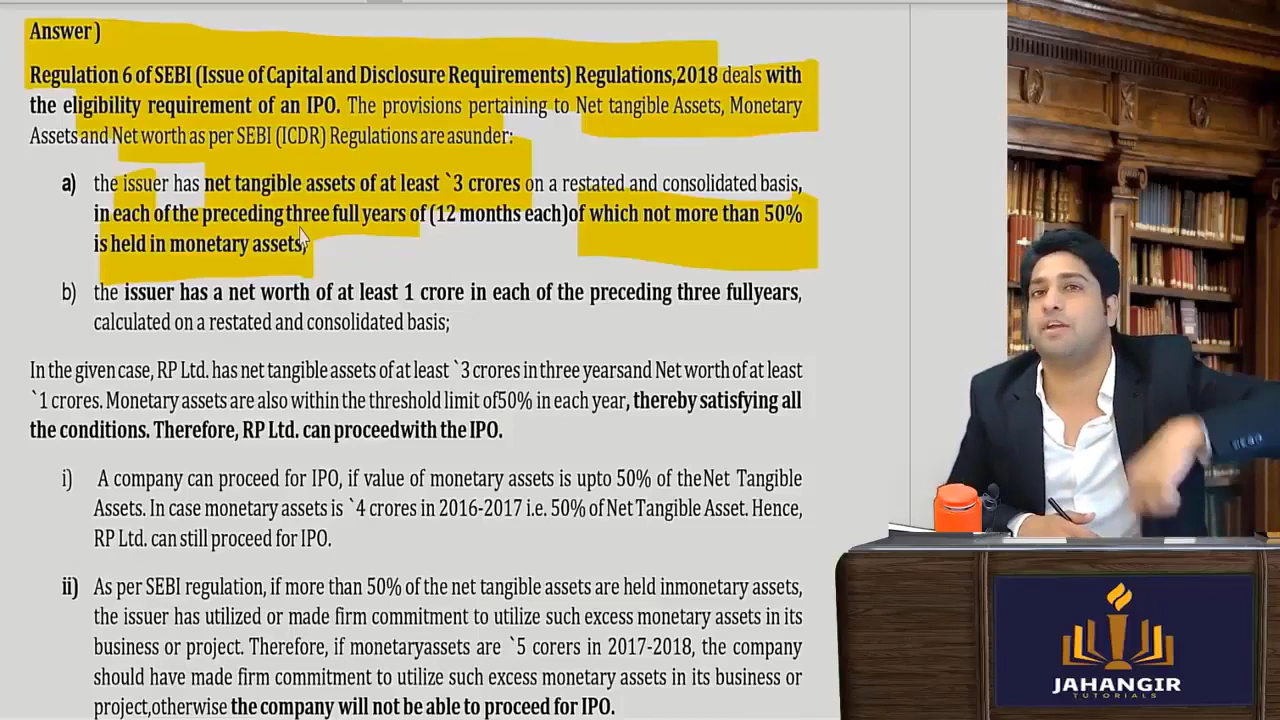 Answer )
Regulation 6 of SEBI (Issue of Capital and Disclosure Requirements) Regulations,2018 deals with
the eligibility requirement of an IPO. The provisions pertaining to Net tangible Assets, Monetary
Assets and Net worth as per SEBI (ICDR) Regulations are asunder:
a) the issuer has net tangible assets of at least `3 crores on a restated and consolidated basis,
in each of the preceding three full years of (12 months each)of which not more than 50%
is held in monetary assets,
b) the issuer has a net worth of at least 1 crore in each of the preceding three fullyears,
calculated on a restated and consolidated basis;
In the given case, RP Ltd. has net tangible assets of at least `3 crores in three yearsand Net worth of at least
`1 crores. Monetary assets are also within the threshold limit of50% in each year, thereby satisfying all
the conditions. Therefore, RP Ltd. can proceedwith the IPO.
i) A company can proceed for IPO, if value of monetary assets is upto 50% of theNet Tangible
Assets. In case monetary assets is `4 crores in 2016-2017 i.e. 50% of Net Tangible Asset. Hence,
RP Ltd. can still proceed for IPO.
ii) As per SEBI regulation, if more than 50% of the net tangible assets are held inmonetary assets,
the issuer has utilized or made firm commitment to utilize such excess monetary assets in its
business or project. Therefore, if monetaryassets are `5 corers in 2017-2018, the company
should have made firm commitment to utilize such excess monetary assets in its business or
project,otherwise the company will not be able to proceed for IPO.
JAHANGIR
TUTORIALS